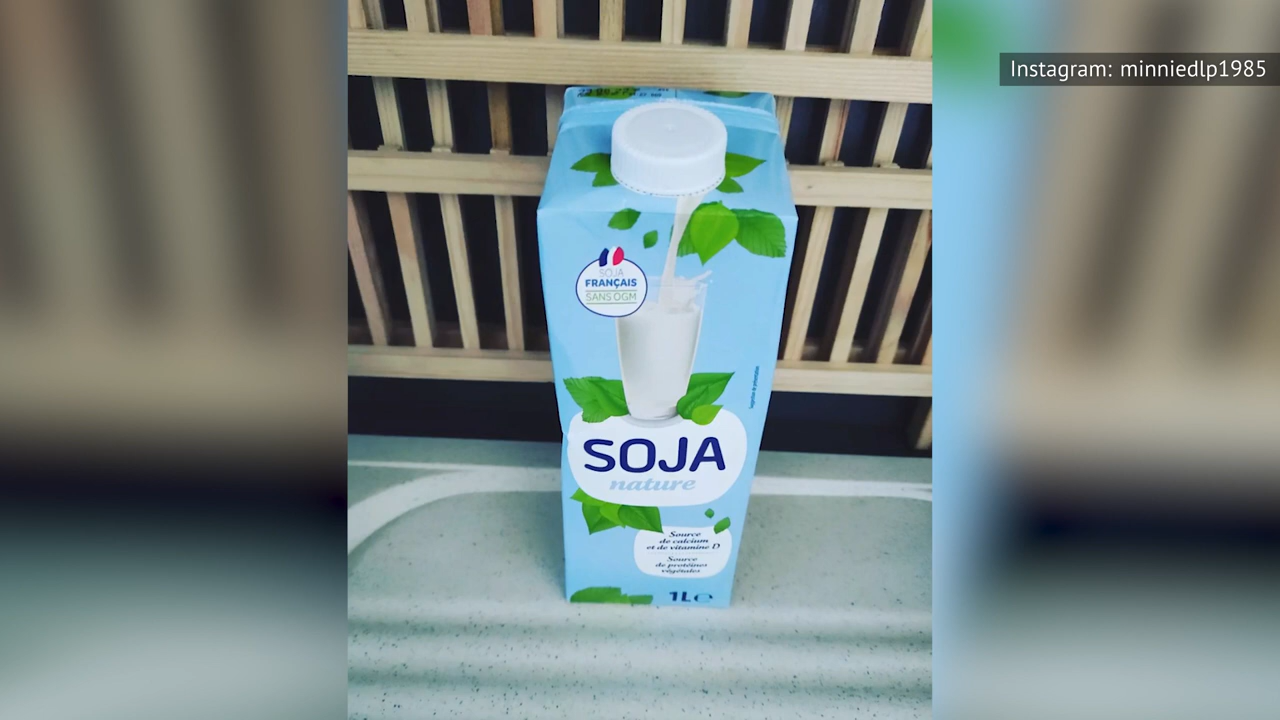 Instagram: minniedlp1985
SOJA
FRANÇAIS
SANS OGM
SOJA
nature
Source
de calcium
et de vitamine D
Source
de protéines
végétales
1L℮